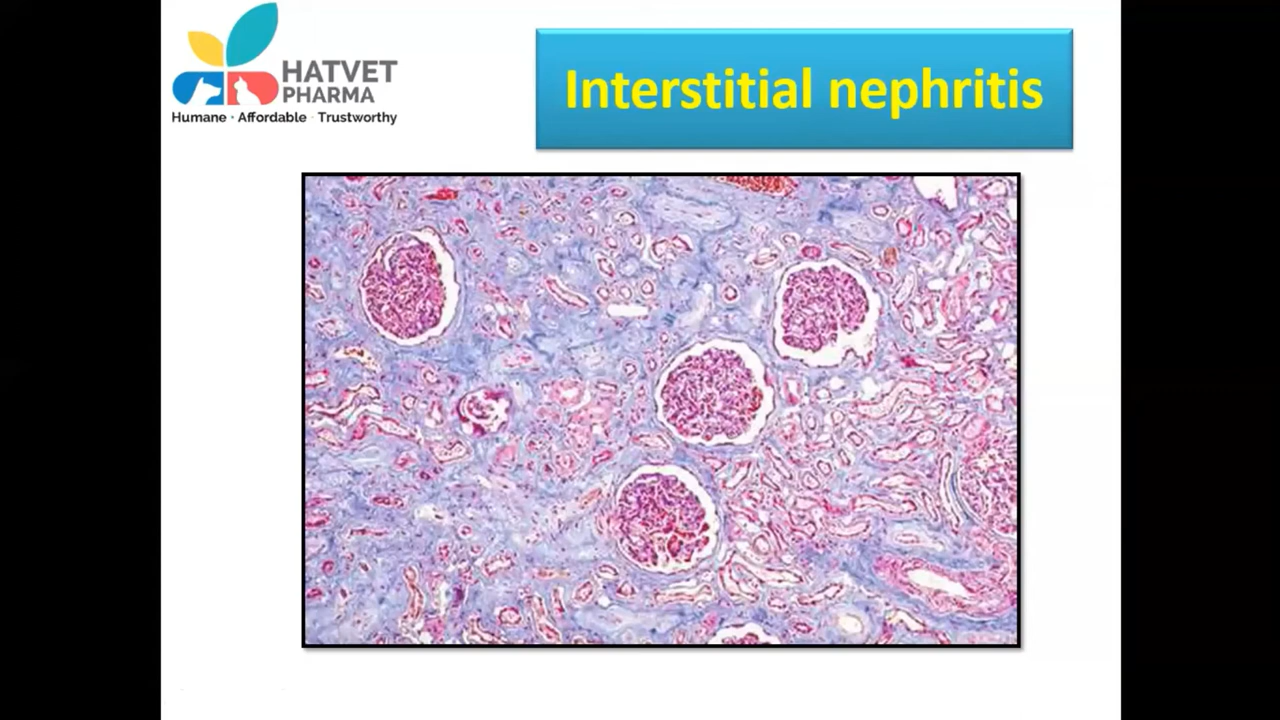 HATVET
PHARMA
Humane · Affordable · Trustworthy
Interstitial nephritis